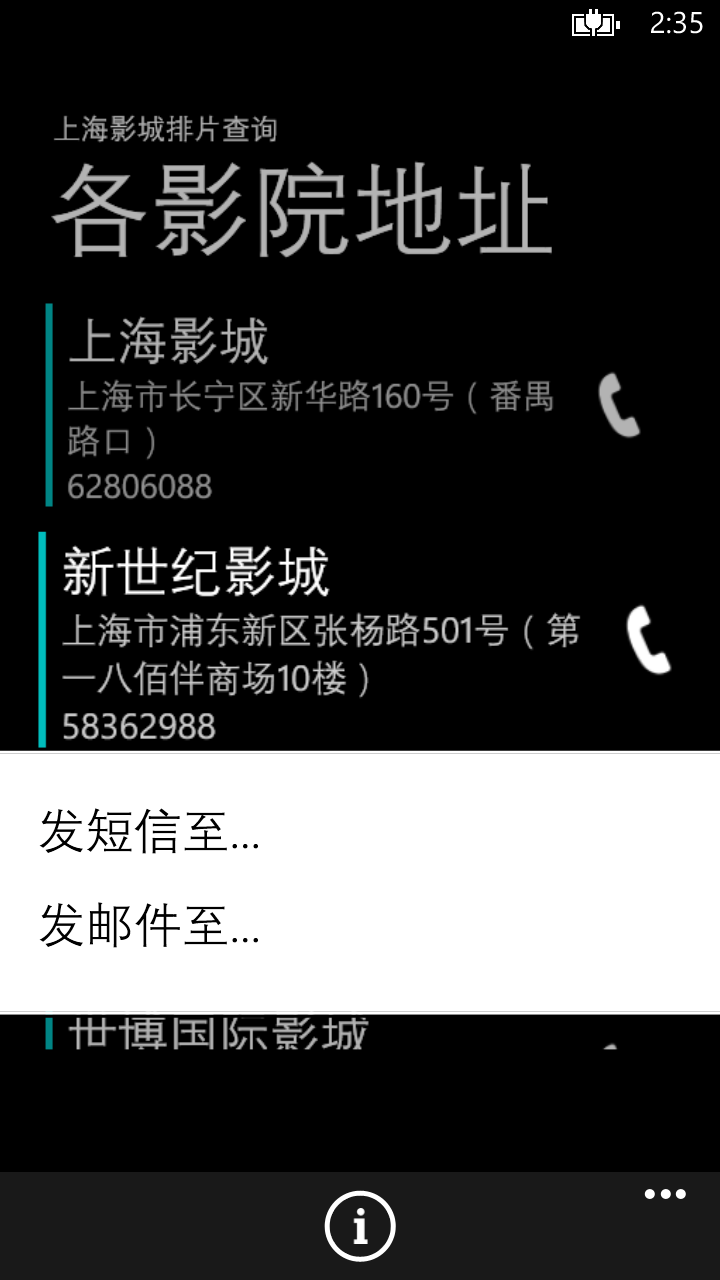 2:35
上海影城排片查询
各影院地址
上海影城
上海市长宁区新华路160号（番禺
路口）
62806088
新世纪影城
上海市浦东新区张杨路501号（第
一八佰伴商场10楼）
58362988
发短信至...
发邮件至...
世博国际影城